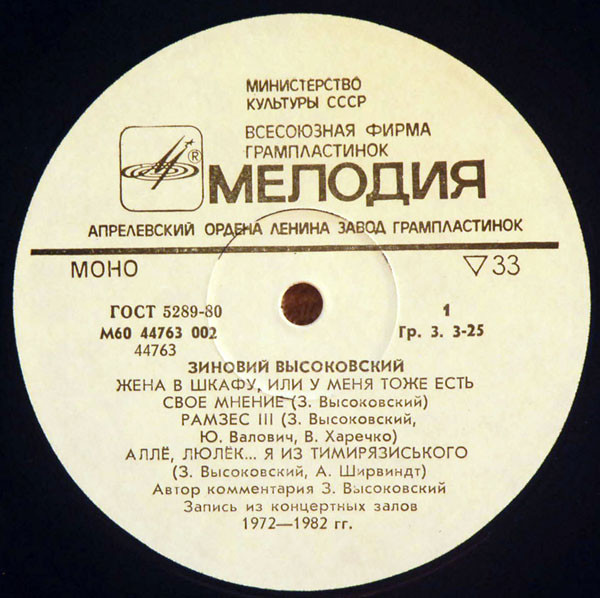 МИНИСТЕРСТВО
КУЛЬТУРЫ СССР
ВСЕСОЮЗНАЯ ФИРМА
ГРАМПЛАСТИНОК
®
МЕЛОДИЯ
АПРЕЛЕВСКИЙ ОРДЕНА ЛЕНИНА ЗАВОД ГРАМПЛАСТИНОК
МОНО ▽33
ГОСТ 5289-80 1
М60 44763 002 Гр. 3. 3-25
44763
ЗИНОВИЙ ВЫСОКОВСКИЙ
ЖЕНА В ШКАФУ, ИЛИ У МЕНЯ ТОЖЕ ЕСТЬ
СВОЕ МНЕНИЕ (З. Высоковский)
РАМЗЕС III (З. Высоковский,
Ю. Валович, В. Харечко)
АЛЛЁ, ЛЮЛЁК... Я ИЗ ТИМИРЯЗИСЬКОГО
(З. Высоковский, А. Ширвиндт)
Автор комментария З. Высоковский
Запись из концертных залов
1972—1982 гг.